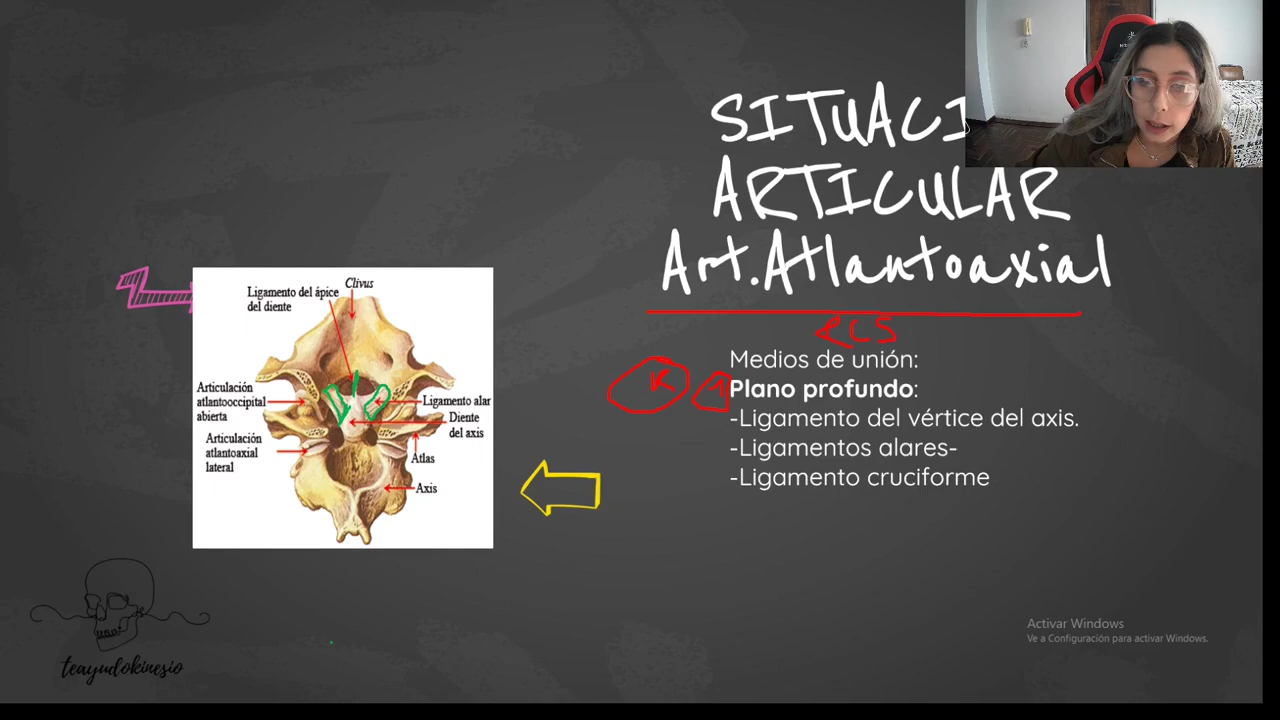 SITUACI
ARTICULAR
Art.Atlantoaxial
Medios de unión:
Plano profundo:
-Ligamento del vértice del axis.
-Ligamentos alares-
-Ligamento cruciforme
Clivus
Ligamento del ápice
del diente
Articulación
atlantooccipital
abierta
Articulación
atlantoaxial
lateral
Ligamento alar
Diente
del axis
Atlas
Axis
teayudokinesio
Activar Windows
Ve a Configuración para activar Windows.